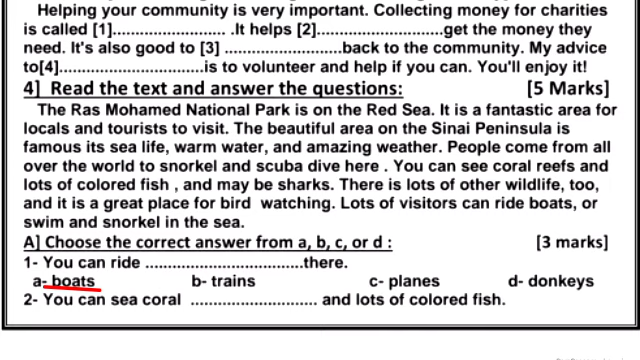 Helping your community is very important. Collecting money for charities
is called [1]........................... .It helps [2]..............................get the money they
need. It's also good to [3] ............................back to the community. My advice
to[4]..................................is to volunteer and help if you can. You'll enjoy it!
4] Read the text and answer the questions: [5 Marks]
The Ras Mohamed National Park is on the Red Sea. It is a fantastic area for
locals and tourists to visit. The beautiful area on the Sinai Peninsula is
famous its sea life, warm water, and amazing weather. People come from all
over the world to snorkel and scuba dive here . You can see coral reefs and
lots of colored fish , and may be sharks. There is lots of other wildlife, too,
and it is a great place for bird watching. Lots of visitors can ride boats, or
swim and snorkel in the sea.
A] Choose the correct answer from a, b, c, or d : [3 marks]
1- You can ride ......................................there.
a- boats b- trains c- planes d- donkeys
2- You can sea coral .............................. and lots of colored fish.